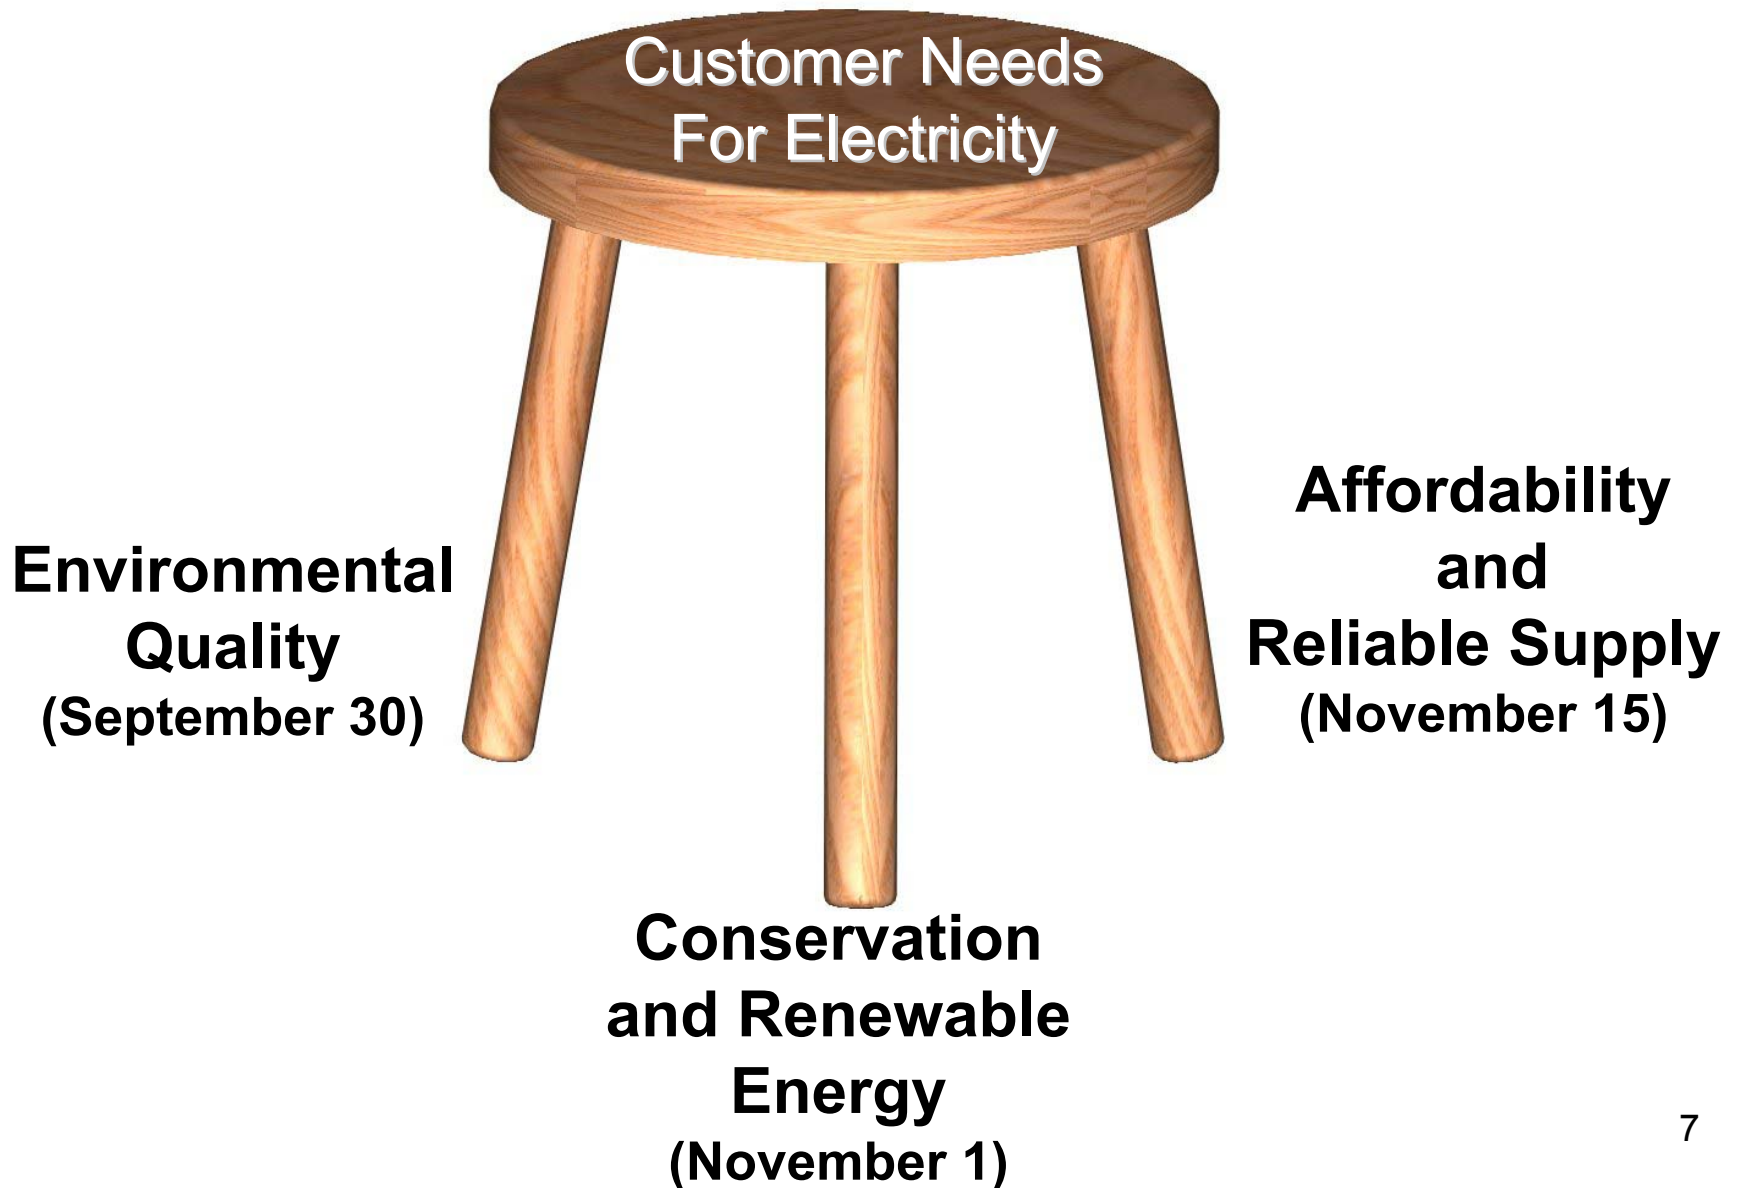 Customer Needs
For Electricity
Environmental
Quality
(September 30)
Affordability
and
Reliable Supply
(November 15)
Conservation
and Renewable
Energy
(November 1)
7